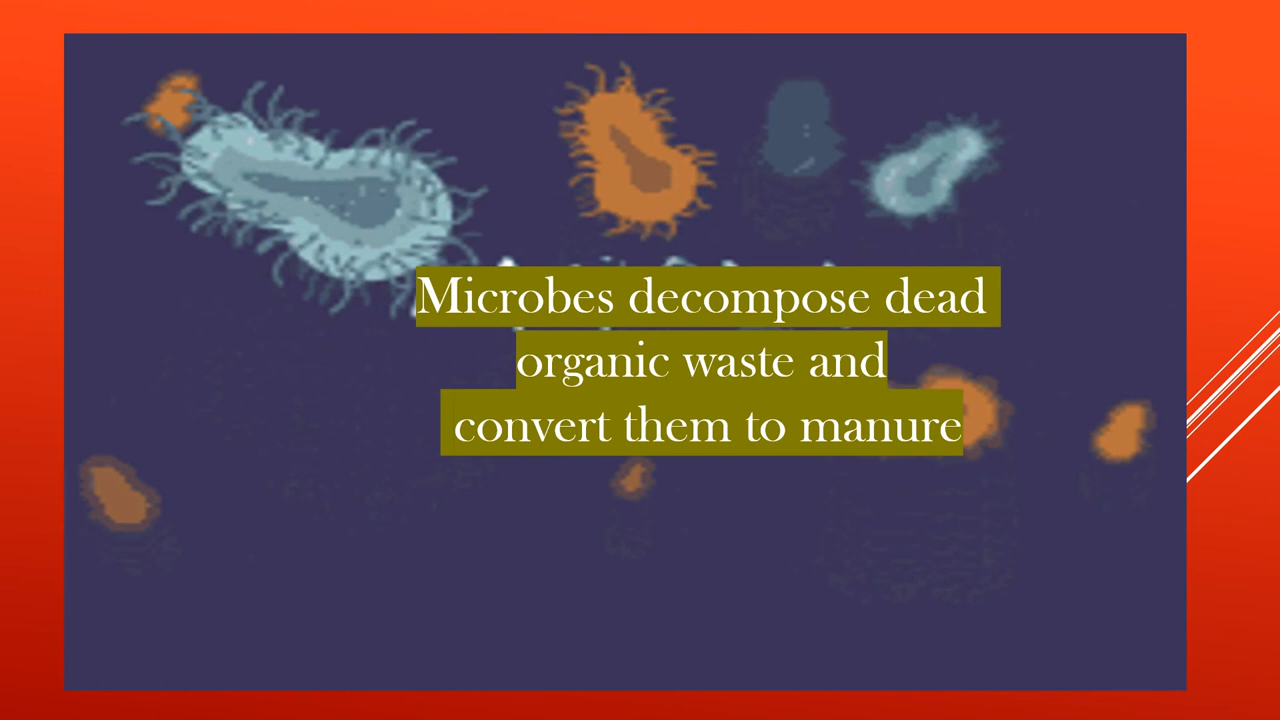 Microbes decompose dead
organic waste and
convert them to manure